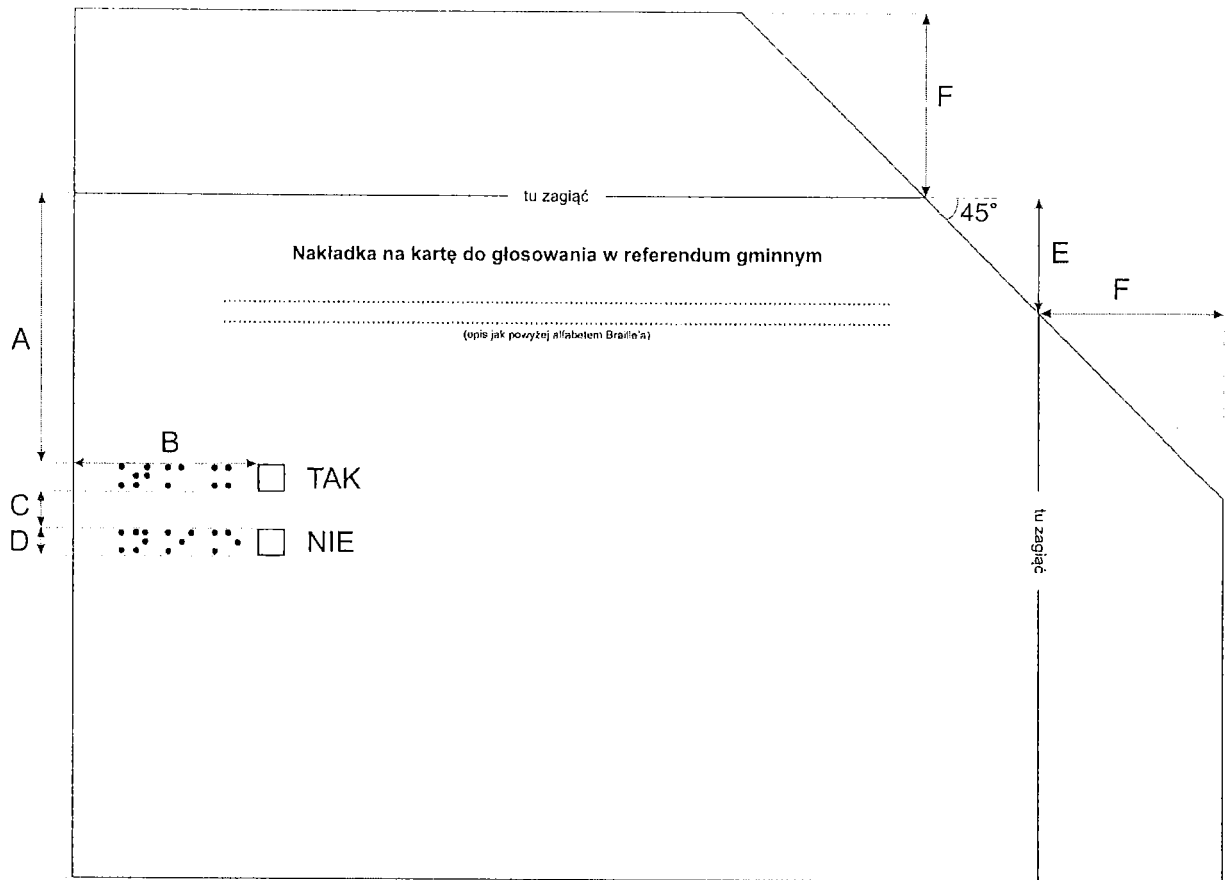 F
tu zagiąć
45°
E
F
Nakładka na kartę do głosowania w referendum gminnym
(opis jak powyżej alfabetem Braille'a)
A
B
TAK
C
D
NIE
tu zagiąć